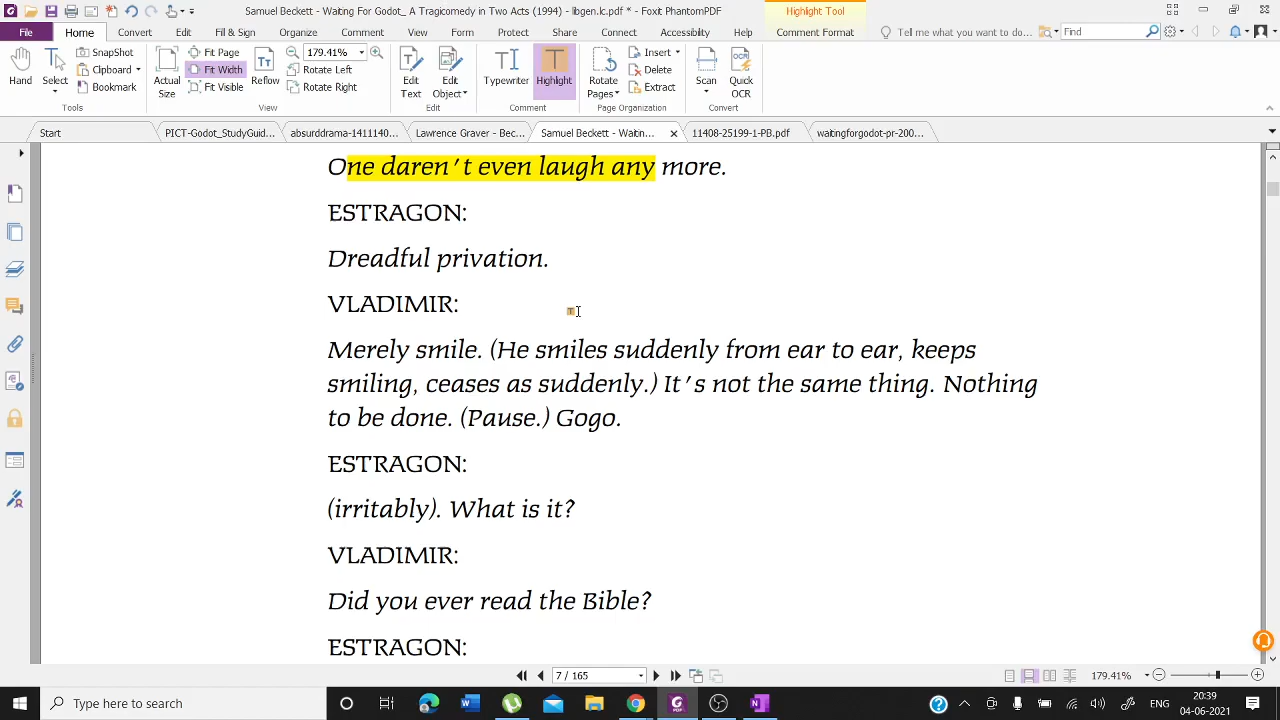 Samuel Beckett - Waiting For Godot_ A Tragicomedy in Two Acts (1994) - libgen.lc.pdf * - Foxit PhantomPDF
Highlight Tool
File Home Convert Edit Fill & Sign Organize Comment View Form Protect Share Connect Accessibility Help Comment Format Tell me what you want to do... Find
Hand
Select
SnapShot
Clipboard
Bookmark
Tools
Actual Size
Fit Page
Fit Width
Fit Visible
Reflow
179.41%
Rotate Left
Rotate Right
View
Edit Text
Edit Object
Edit
Typewriter
Highlight
Comment
Rotate Pages
Insert
Delete
Extract
Page Organization
Scan
Quick OCR
Convert
Start PICT-Godot_StudyGuid... absurddrama-1411140... Lawrence Graver - Bec... Samuel Beckett - Waitin... 11408-25199-1-PB.pdf waitingforgodot-pr-200...
One daren't even laugh any more.
ESTRAGON:
Dreadful privation.
VLADIMIR:
Merely smile. (He smiles suddenly from ear to ear, keeps
smiling, ceases as suddenly.) It's not the same thing. Nothing
to be done. (Pause.) Gogo.
ESTRAGON:
(irritably). What is it?
VLADIMIR:
Did you ever read the Bible?
ESTRAGON:
7 / 165
179.41%
Type here to search
ENG
20:39
04-06-2021